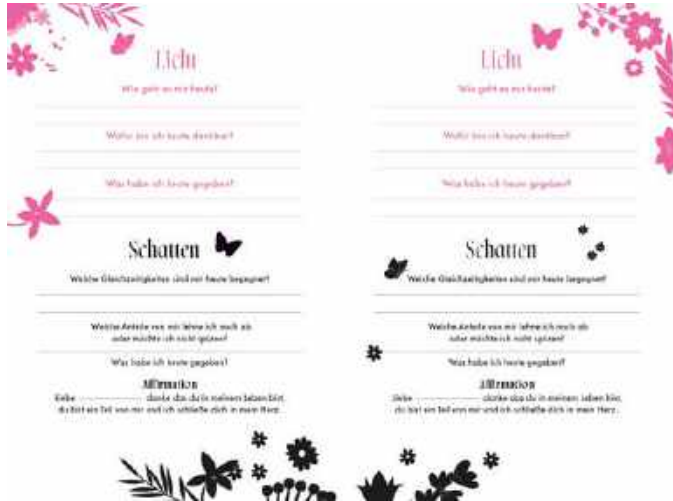 Licht
Wie geht es mir heute?
Wofür bin ich heute dankbar?
Was habe ich heute gegeben?
Schatten
Welche Gleichzeitigkeiten sind mir heute begegnet?
Welche Anteile von mir lehne ich noch ab
oder möchte ich nicht spüren?
Was habe ich heute gegeben?
Affirmation
liebe danke das du in meinem Leben bist,
du bist ein Teil von mir und ich schließe dich in mein Herz.
Licht
Wie geht es mir heute?
Wofür bin ich heute dankbar?
Was habe ich heute gegeben?
Schatten
Welche Gleichzeitigkeiten sind mir heute begegnet?
Welche Anteile von mir lehne ich noch ab
oder möchte ich nicht spüren?
Was habe ich heute gegeben?
Affirmation
liebe danke das du in meinem Leben bist,
du bist ein Teil von mir und ich schließe dich in mein Herz.